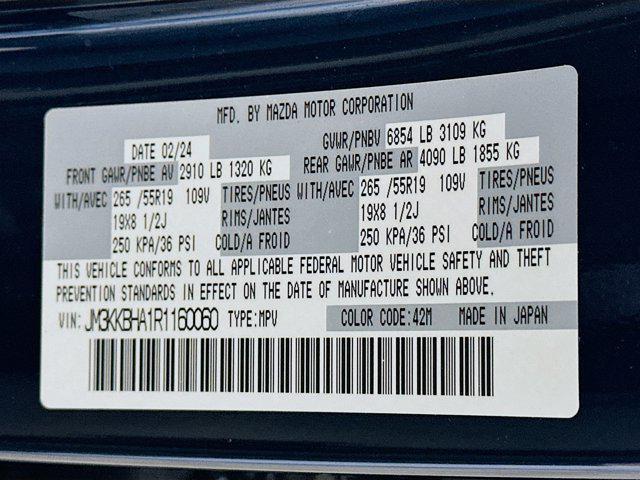 MFD. BY MAZDA MOTOR CORPORATION
DATE 02/24 GVWR/PNBV 6854 LB 3109 KG
FRONT GAWR/PNBE AV 2910 LB 1320 KG REAR GAWR/PNBE AR 4090 LB 1855 KG
WITH/AVEC 265 /55R19 109V TIRES/PNEUS WITH/AVEC 265 /55R19 109V TIRES/PNEUS
19X8 1/2J RIMS/JANTES 19X8 1/2J RIMS/JANTES
250 KPA/36 PSI COLD/A FROID 250 KPA/36 PSI COLD/A FROID
THIS VEHICLE CONFORMS TO ALL APPLICABLE FEDERAL MOTOR VEHICLE SAFETY AND THEFT
PREVENTION STANDARDS IN EFFECT ON THE DATE OF MANUFACTURE SHOWN ABOVE.
VIN: JM3KKBHA1R1160060 TYPE:MPV COLOR CODE:42M MADE IN JAPAN